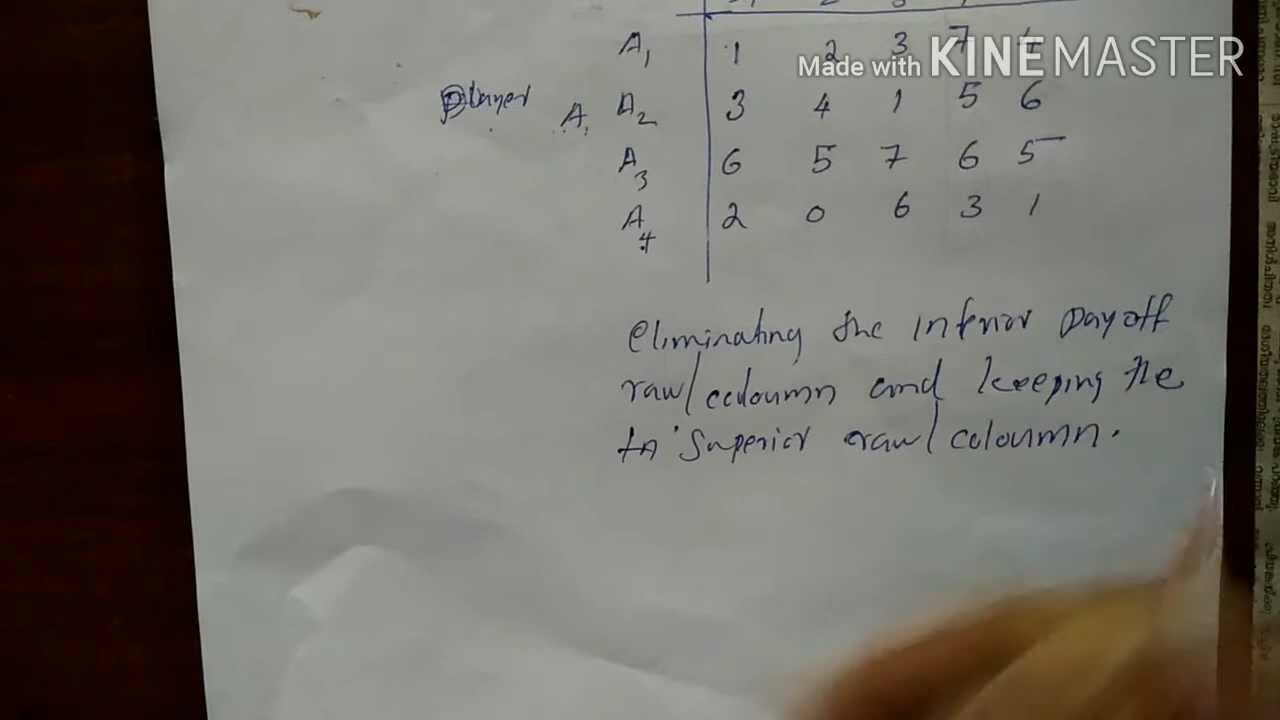 A1 1 2 3 7 4
Made with KINEMASTER
Player A. A2 3 4 1 5 6
A3 6 5 7 6 5
A4 2 0 6 3 1
eliminating the inferior payoff
raw/coloumn and keeping the
superior raw/coloumn.